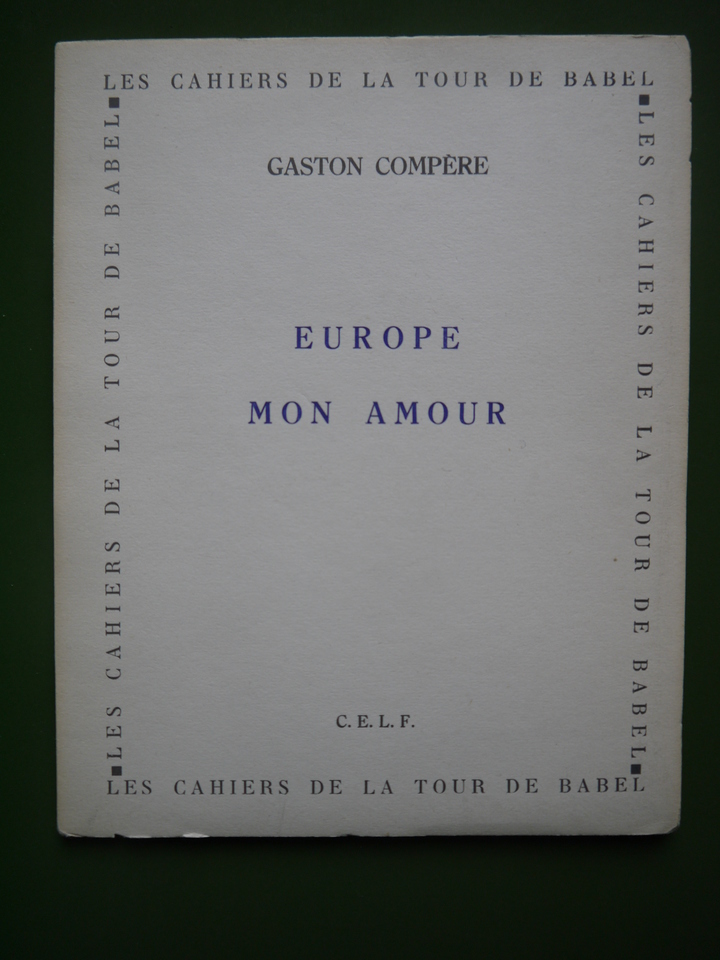 LES CAHIERS DE LA TOUR DE BABEL
LES CAHIERS DE LA TOUR DE BABEL
GASTON COMPÈRE
EUROPE
MON AMOUR
C. E. L. F.
LES CAHIERS DE LA TOUR DE BABEL
LES CAHIERS DE LA TOUR DE BABEL